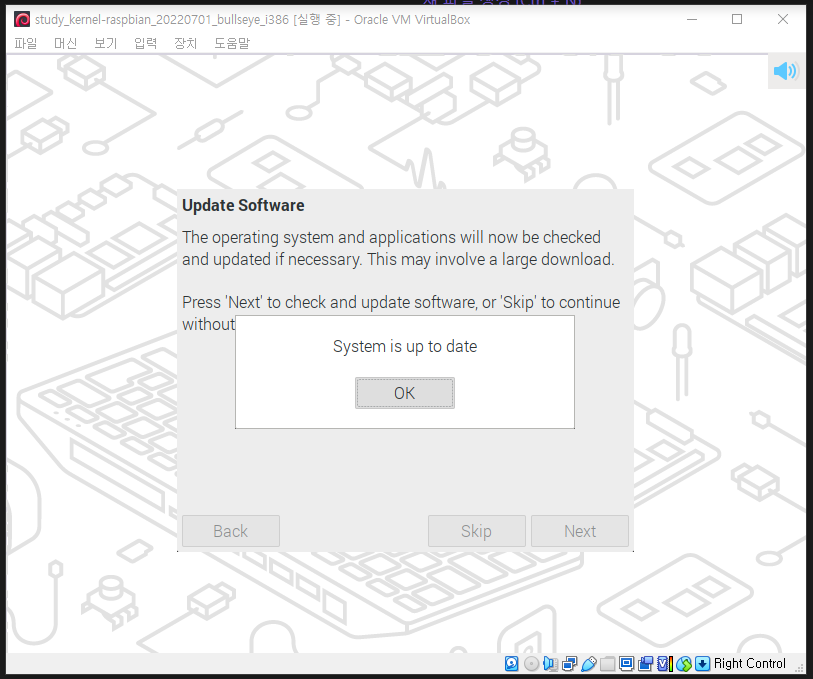 study_kernel-raspbian_20220701_bullseye_i386 [실행 중] - Oracle VM VirtualBox
파일 머신 보기 입력 장치 도움말
Update Software
The operating system and applications will now be checked
and updated if necessary. This may involve a large download.
Press 'Next' to check and update software, or 'Skip' to continue
without
System is up to date
OK
Back Skip Next
Right Control